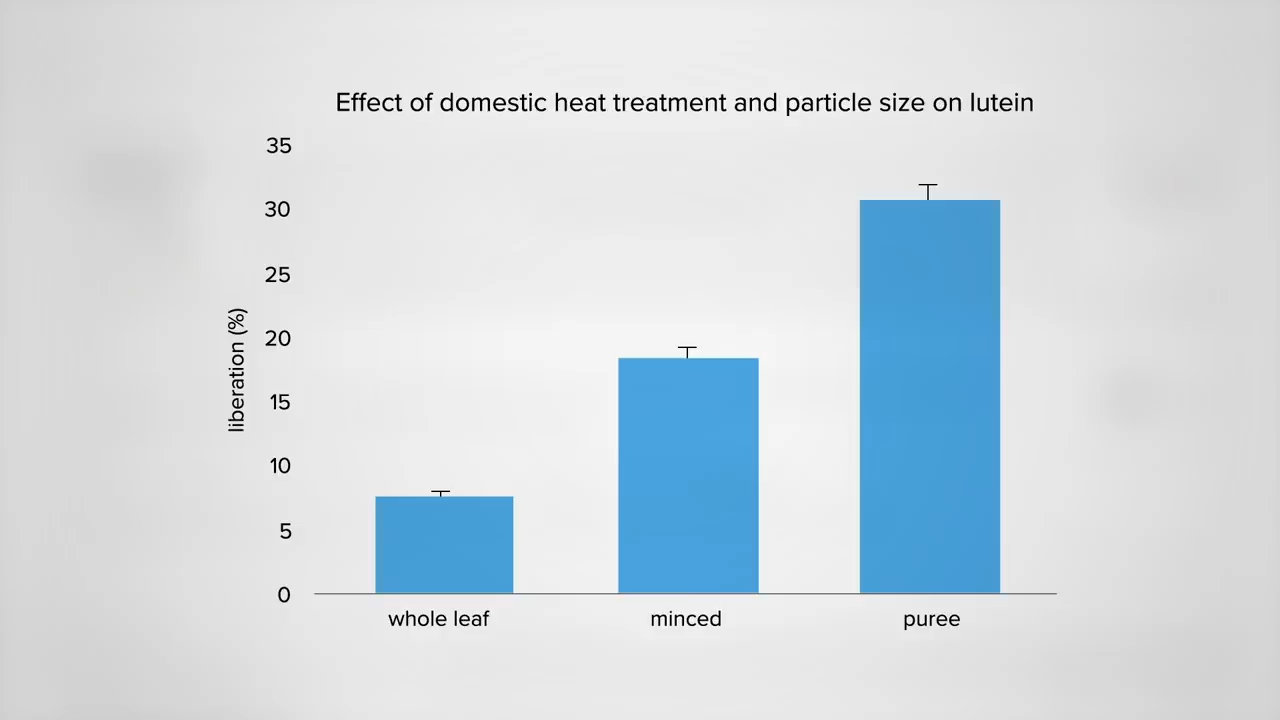 Effect of domestic heat treatment and particle size on lutein
35
30
25
20
15
10
5
0
liberation (%)
whole leaf
minced
puree